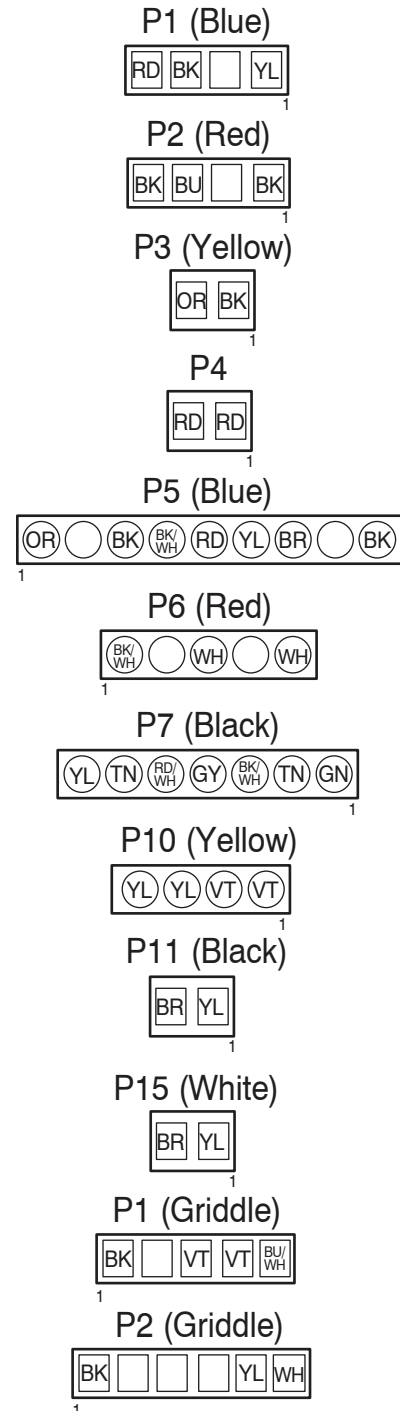 P1 (Blue)
RD BK YL
1
P2 (Red)
BK BU BK
1
P3 (Yellow)
OR BK
1
P4
RD RD
1
P5 (Blue)
OR BK BK/WH RD YL BR BK
1
P6 (Red)
BK/WH WH WH
1
P7 (Black)
YL TN RD/WH GY BK/WH TN GN
1
P10 (Yellow)
YL YL VT VT
1
P11 (Black)
BR YL
1
P15 (White)
BR YL
1
P1 (Griddle)
BK VT VT BU/WH
1
P2 (Griddle)
BK YL WH
1